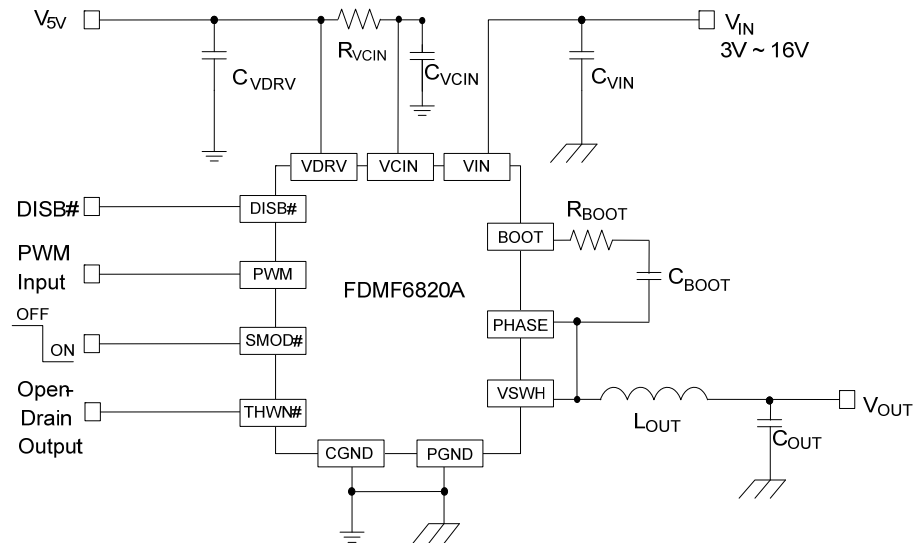 V5V
RVCIN
CVDRV
CVCIN
VIN
3V ~ 16V
CVIN
VDRV
VCIN
VIN
DISB#
DISB#
RBOOT
BOOT
PWM
Input
PWM
CBOOT
FDMF6820A
OFF
ON
SMOD#
PHASE
Open-
Drain
Output
THWN#
VSWH
LOUT
VOUT
COUT
CGND
PGND